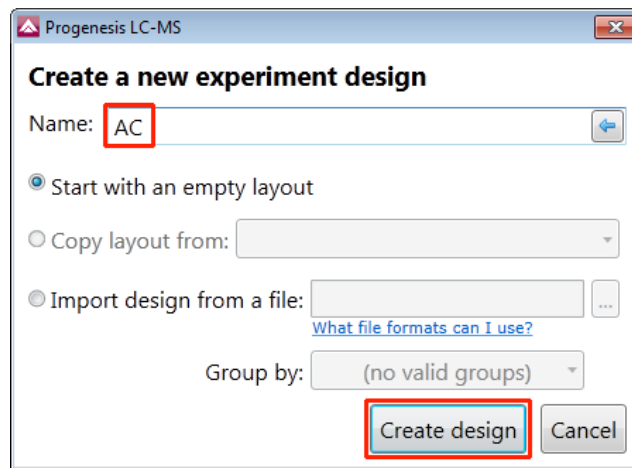 Progenesis LC-MS
Create a new experiment design
Name: AC
Start with an empty layout
Copy layout from:
Import design from a file: ...
What file formats can I use?
Group by: (no valid groups)
Create design Cancel